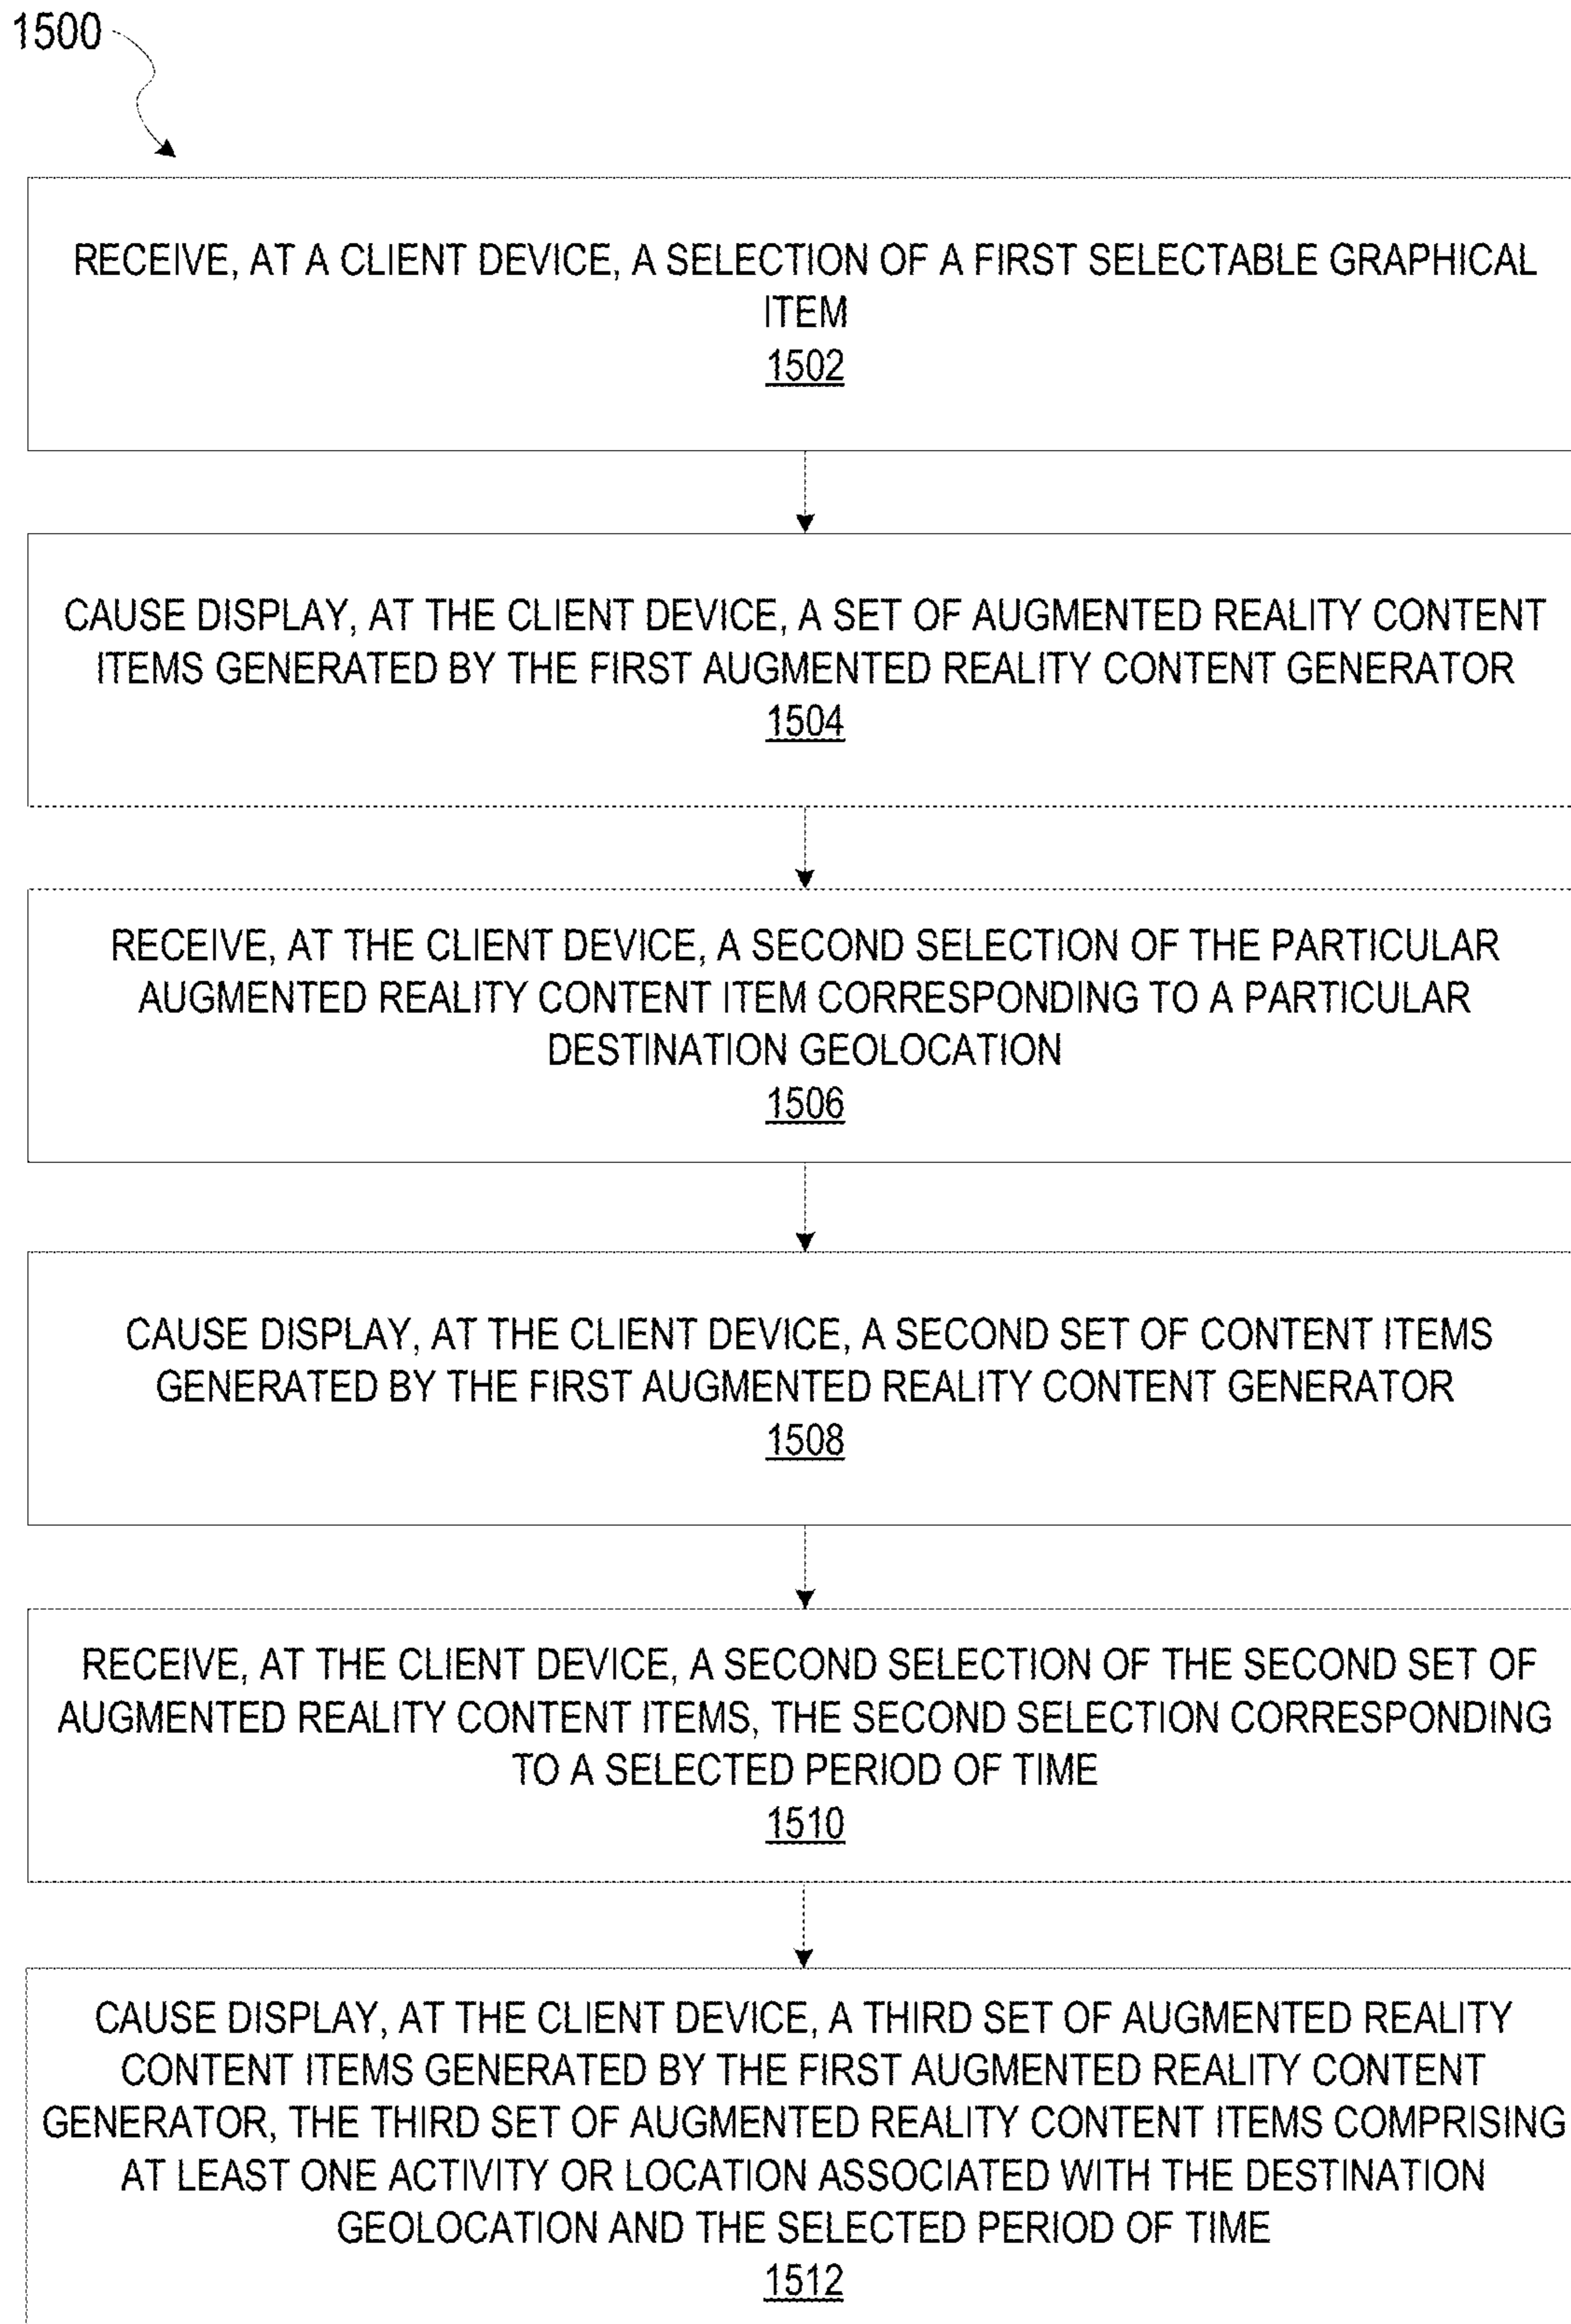 1500
RECEIVE, AT A CLIENT DEVICE, A SELECTION OF A FIRST SELECTABLE GRAPHICAL
ITEM
1502
CAUSE DISPLAY, AT THE CLIENT DEVICE, A SET OF AUGMENTED REALITY CONTENT
ITEMS GENERATED BY THE FIRST AUGMENTED REALITY CONTENT GENERATOR
1504
RECEIVE, AT THE CLIENT DEVICE, A SECOND SELECTION OF THE PARTICULAR
AUGMENTED REALITY CONTENT ITEM CORRESPONDING TO A PARTICULAR
DESTINATION GEOLOCATION
1506
CAUSE DISPLAY, AT THE CLIENT DEVICE, A SECOND SET OF CONTENT ITEMS
GENERATED BY THE FIRST AUGMENTED REALITY CONTENT GENERATOR
1508
RECEIVE, AT THE CLIENT DEVICE, A SECOND SELECTION OF THE SECOND SET OF
AUGMENTED REALITY CONTENT ITEMS, THE SECOND SELECTION CORRESPONDING
TO A SELECTED PERIOD OF TIME
1510
CAUSE DISPLAY, AT THE CLIENT DEVICE, A THIRD SET OF AUGMENTED REALITY
CONTENT ITEMS GENERATED BY THE FIRST AUGMENTED REALITY CONTENT
GENERATOR, THE THIRD SET OF AUGMENTED REALITY CONTENT ITEMS COMPRISING
AT LEAST ONE ACTIVITY OR LOCATION ASSOCIATED WITH THE DESTINATION
GEOLOCATION AND THE SELECTED PERIOD OF TIME
1512